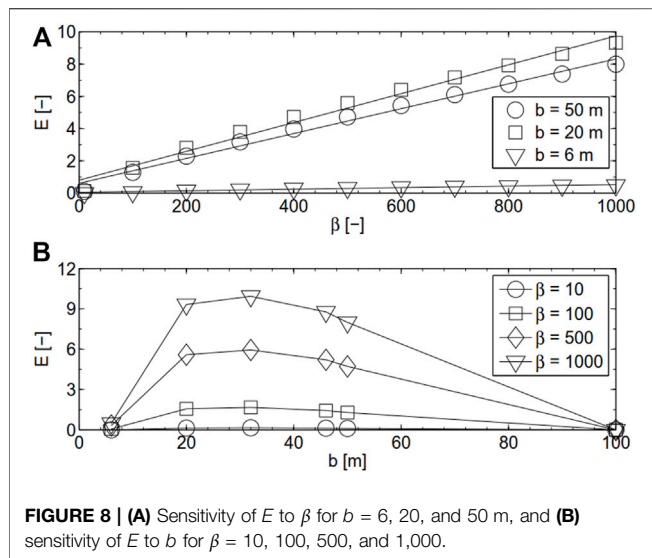 A
10
8
6
4
2
0
E [-]
0 200 400 600 800 1000
β [-]
b = 50 m
b = 20 m
b = 6 m
B
12
9
6
3
0
E [-]
0 20 40 60 80 100
b [m]
β = 10
β = 100
β = 500
β = 1000
FIGURE 8 | (A) Sensitivity of E to β for b = 6, 20, and 50 m, and (B)
sensitivity of E to b for β = 10, 100, 500, and 1,000.